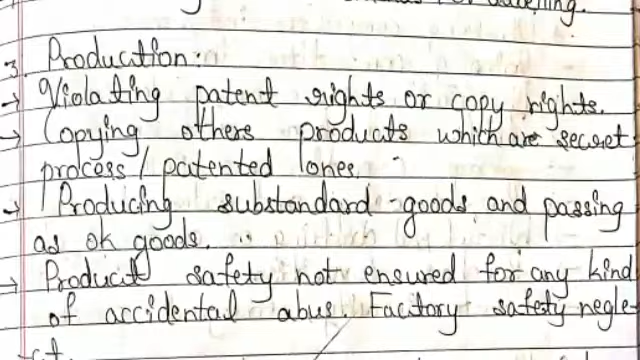 labelling.
3. Production:
→ Violating patent rights or copy rights.
→ Copying others products which are secret
process / patented ones.
→ Producing substandard goods and passing
as ok goods.
→ Product safety not ensured for any kind
of accidental abus. Factory safety negle-
ct.